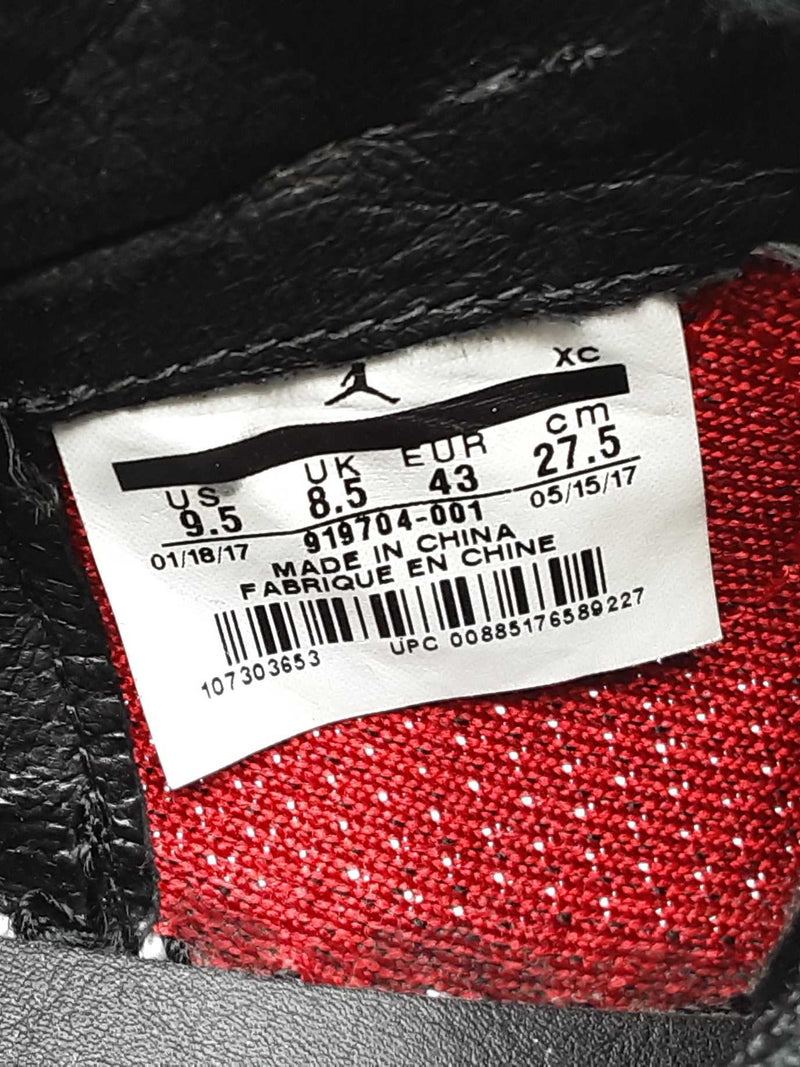 XC
US UK EUR cm
9.5 8.5 43 27.5
01/18/17 919704-001 05/15/17
MADE IN CHINA
FABRIQUE EN CHINE
107303653 UPC 00885176589227